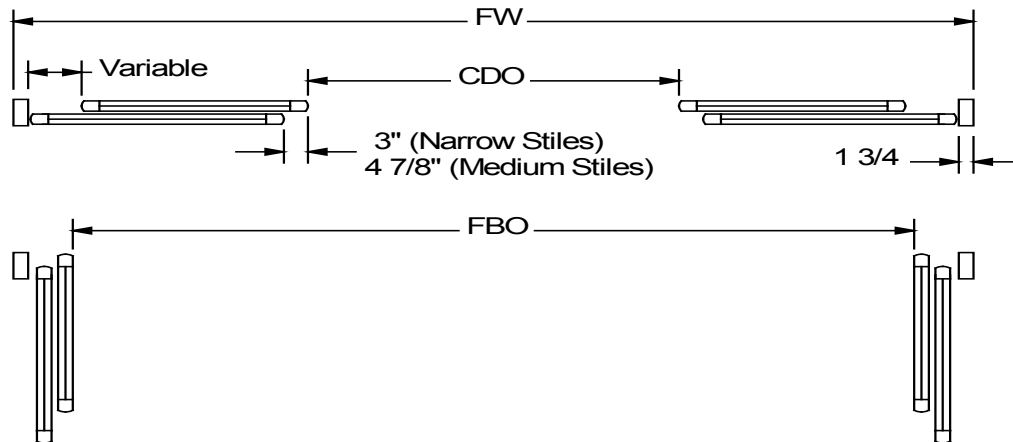 FW
Variable
CDO
3" (Narrow Stiles)
4 7/8" (Medium Stiles)
1 3/4
FBO